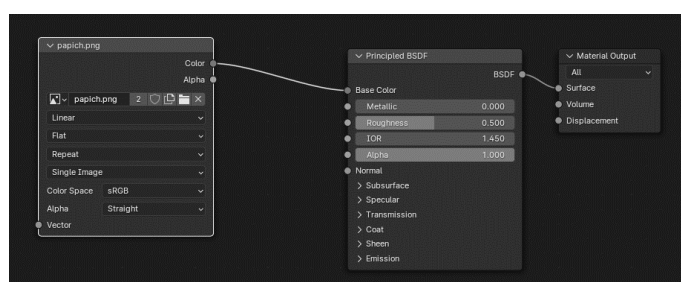 papich.png
Color
Alpha
papich.png 2
Linear
Flat
Repeat
Single Image
Color Space sRGB
Alpha Straight
Vector
Principled BSDF
BSDF
Base Color
Metallic 0.000
Roughness 0.500
IOR 1.450
Alpha 1.000
Normal
Subsurface
Specular
Transmission
Coat
Sheen
Emission
Material Output
All
Surface
Volume
Displacement